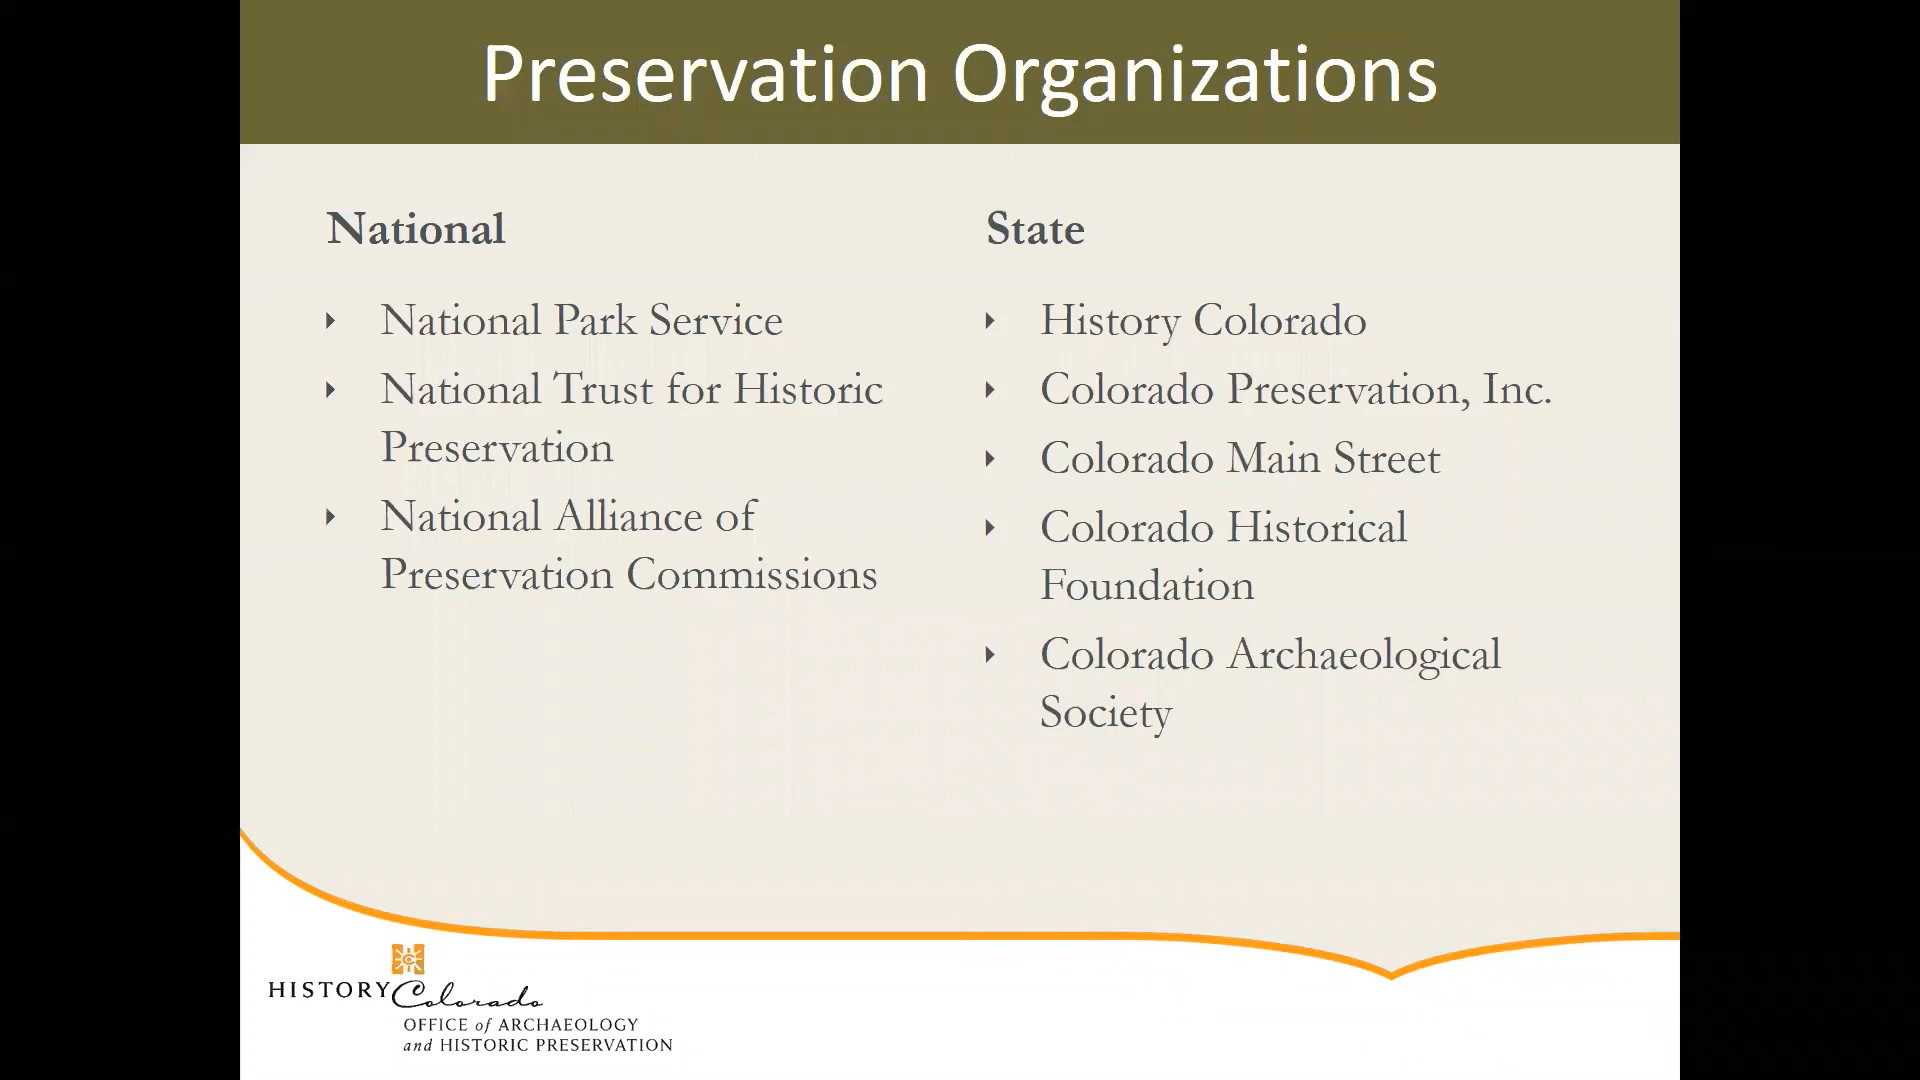 Preservation Organizations
National
‣ National Park Service
‣ National Trust for Historic
Preservation
‣ National Alliance of
Preservation Commissions
State
‣ History Colorado
‣ Colorado Preservation, Inc.
‣ Colorado Main Street
‣ Colorado Historical
Foundation
‣ Colorado Archaeological
Society
HISTORY Colorado
OFFICE of ARCHAEOLOGY
and HISTORIC PRESERVATION